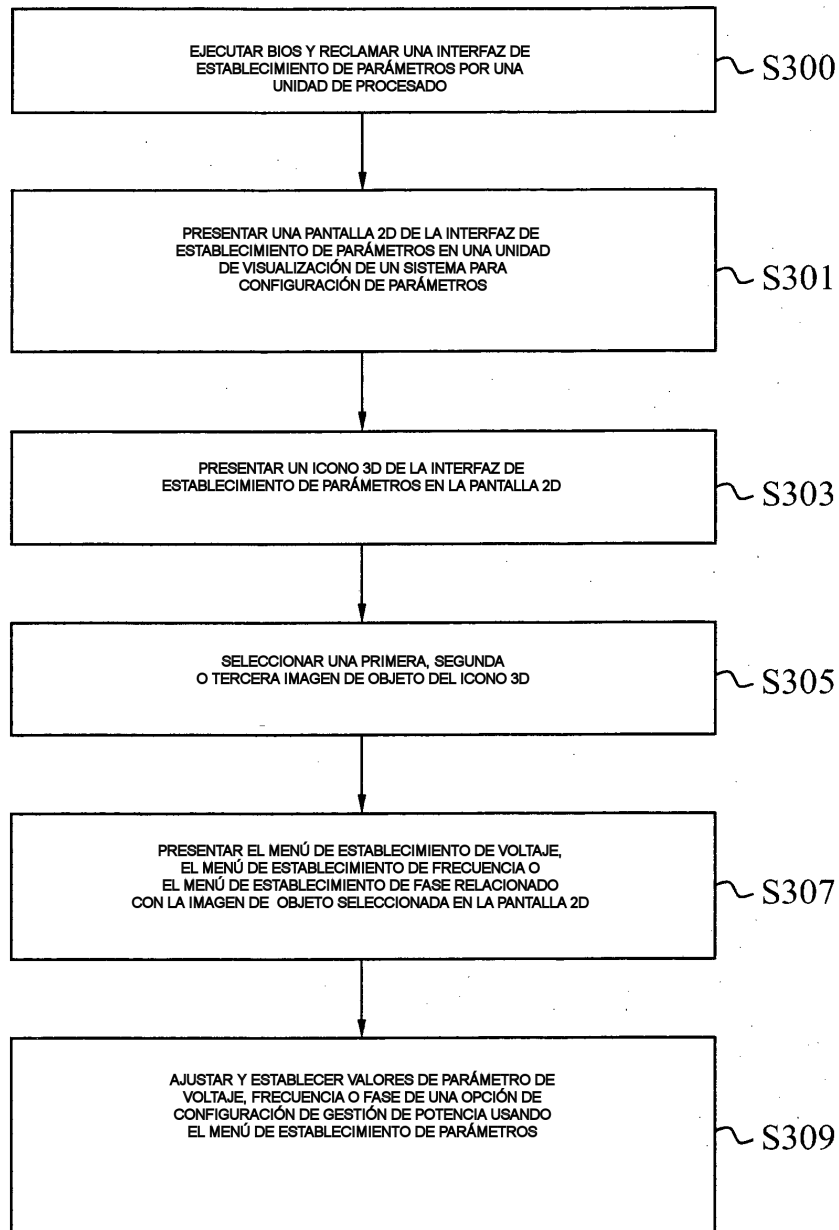 EJECUTAR BIOS Y RECLAMAR UNA INTERFAZ DE
ESTABLECIMIENTO DE PARÁMETROS POR UNA
UNIDAD DE PROCESADO
S300
PRESENTAR UNA PANTALLA 2D DE LA INTERFAZ DE
ESTABLECIMIENTO DE PARÁMETROS EN UNA UNIDAD
DE VISUALIZACIÓN DE UN SISTEMA PARA
CONFIGURACIÓN DE PARÁMETROS
S301
PRESENTAR UN ICONO 3D DE LA INTERFAZ DE
ESTABLECIMIENTO DE PARÁMETROS EN LA PANTALLA 2D
S303
SELECCIONAR UNA PRIMERA, SEGUNDA
O TERCERA IMAGEN DE OBJETO DEL ICONO 3D
S305
PRESENTAR EL MENÚ DE ESTABLECIMIENTO DE VOLTAJE,
EL MENÚ DE ESTABLECIMIENTO DE FRECUENCIA O
EL MENÚ DE ESTABLECIMIENTO DE FASE RELACIONADO
CON LA IMAGEN DE OBJETO SELECCIONADA EN LA PANTALLA 2D
S307
AJUSTAR Y ESTABLECER VALORES DE PARÁMETRO DE
VOLTAJE, FRECUENCIA O FASE DE UNA OPCIÓN DE
CONFIGURACIÓN DE GESTIÓN DE POTENCIA USANDO
EL MENÚ DE ESTABLECIMIENTO DE PARÁMETROS
S309